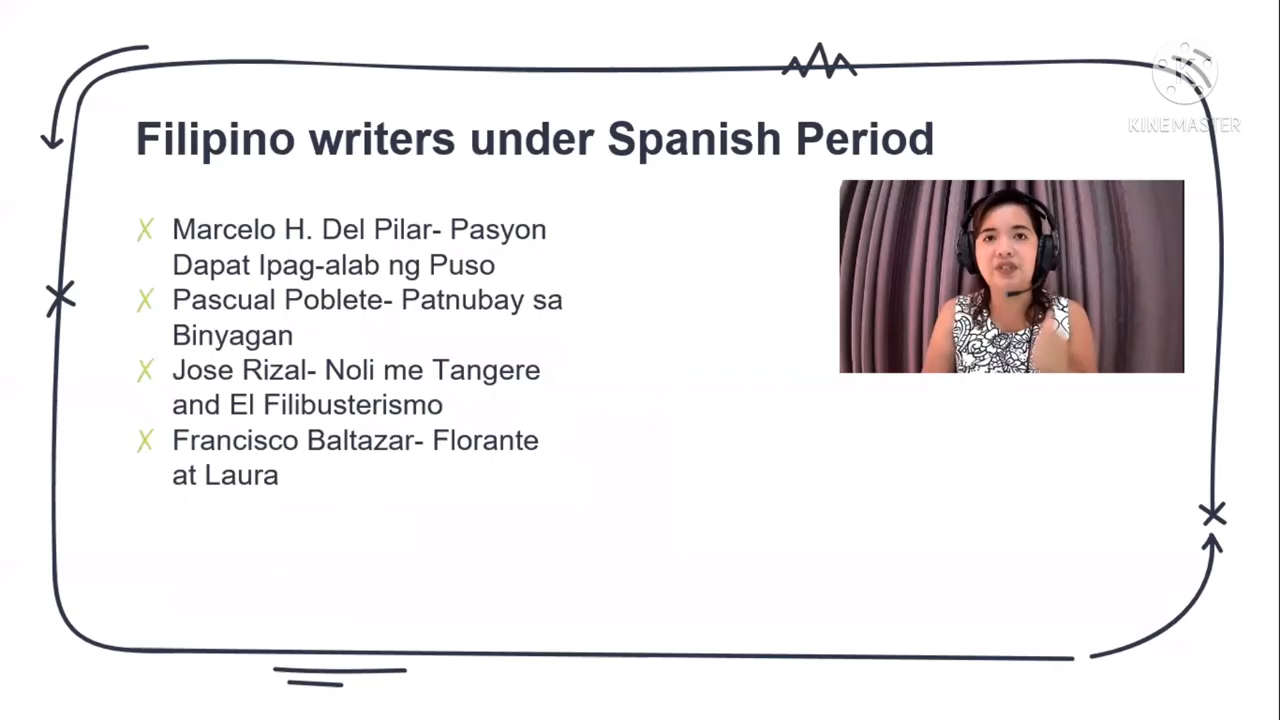 Filipino writers under Spanish Period
KINEMASTER
Marcelo H. Del Pilar- Pasyon
Dapat Ipag-alab ng Puso
Pascual Poblete- Patnubay sa
Binyagan
Jose Rizal- Noli me Tangere
and El Filibusterismo
Francisco Baltazar- Florante
at Laura